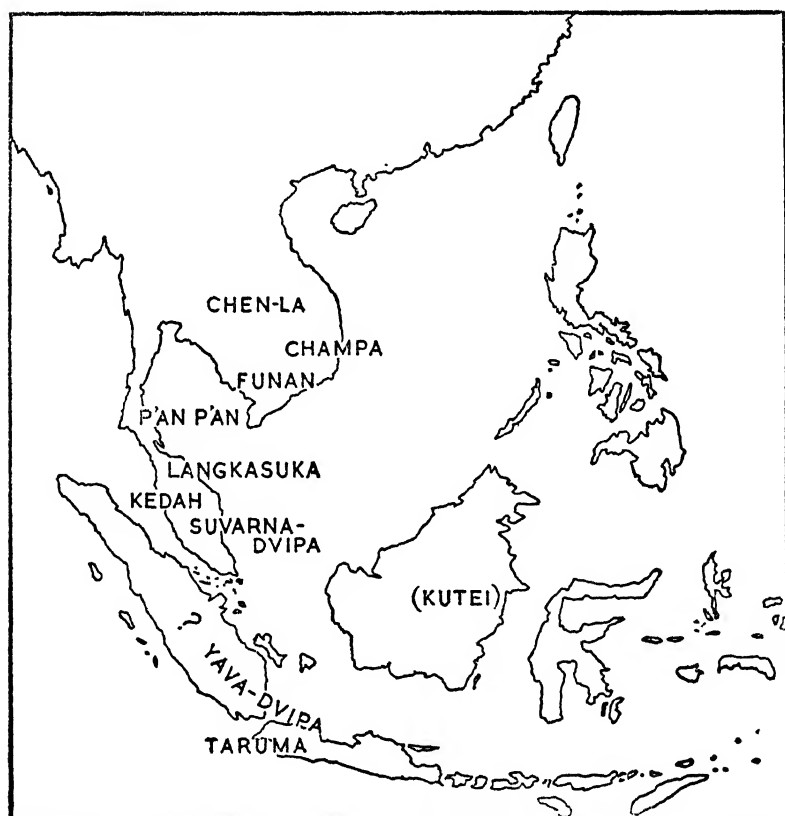 CHEN-LA
CHAMPA
FUNAN
P'AN P'AN
LANGKASUKA
KEDAH
SUVARNA-
DVIPA
(KUTEI)
?
YAVA-DVIPA
TARUMA